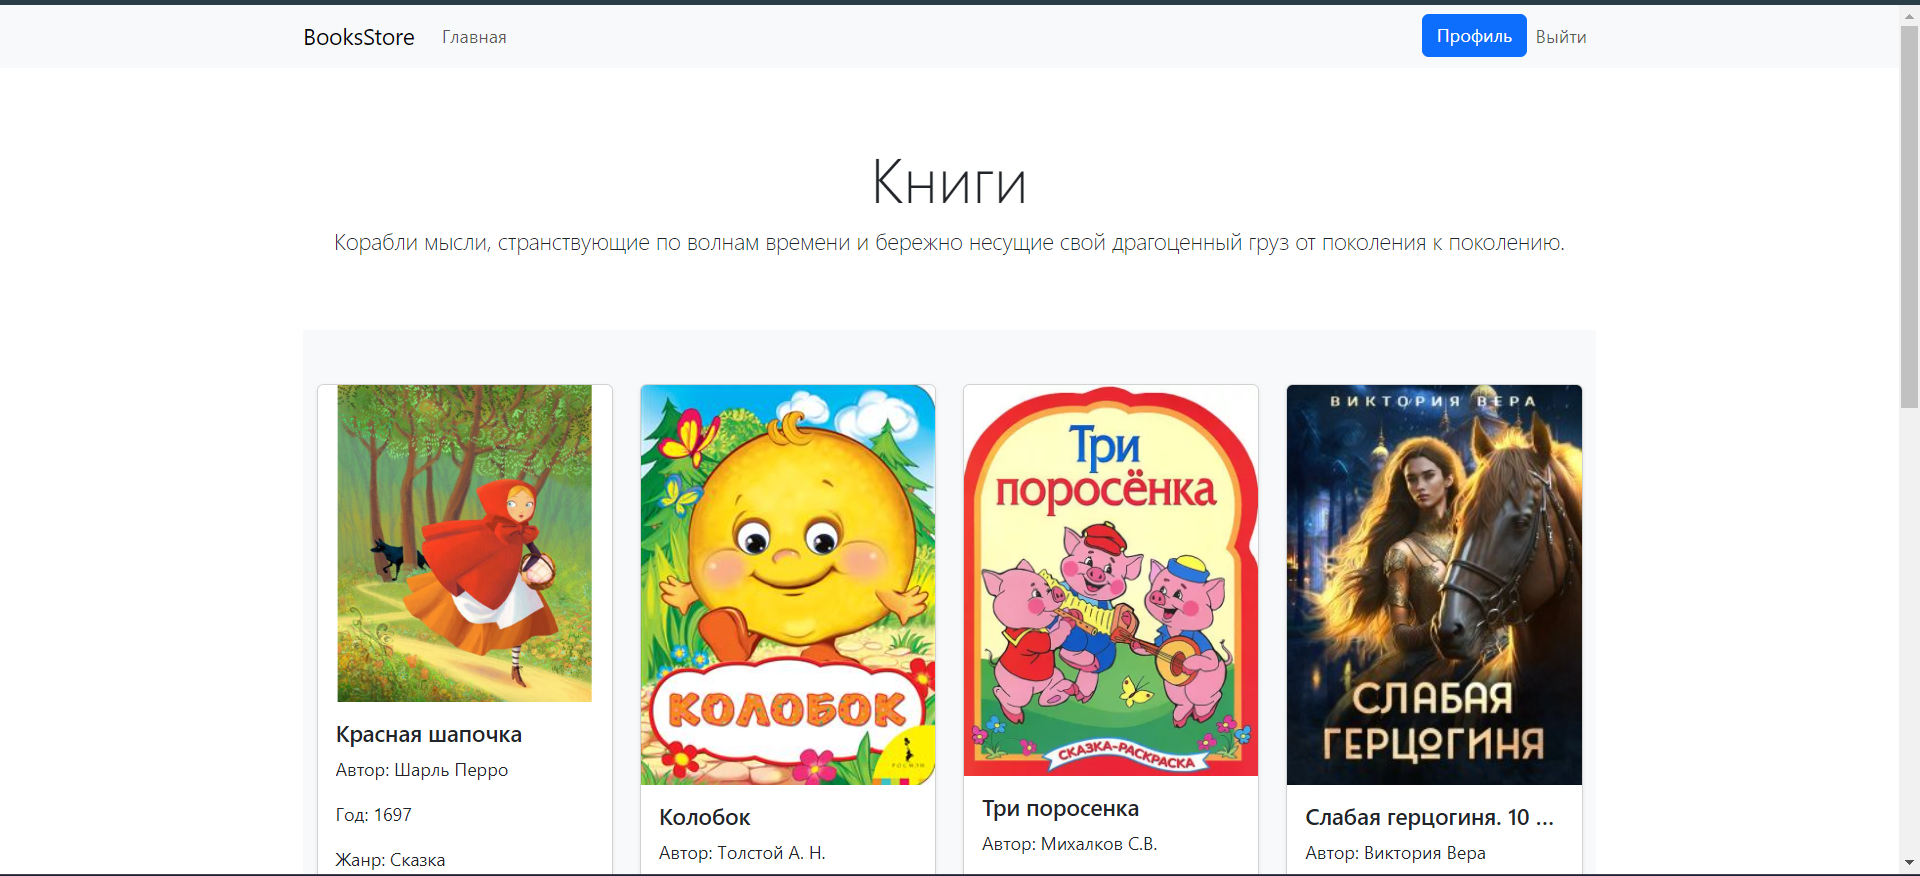 BooksStore Главная Профиль Выйти
Книги
Корабли мысли, странствующие по волнам времени и бережно несущие свой драгоценный груз от поколения к поколению.
Красная шапочка
Автор: Шарль Перро
Год: 1697
Жанр: Сказка
КОЛОБОК
РОСМЭН
Колобок
Автор: Толстой А. Н.
Три
поросёнка
СКАЗКА-РАСКРАСКА
Три поросенка
Автор: Михалков С.В.
ВИКТОРИЯ ВЕРА
СЛАБАЯ
ГЕРЦОГИНЯ
Слабая герцогиня. 10 ...
Автор: Виктория Вера